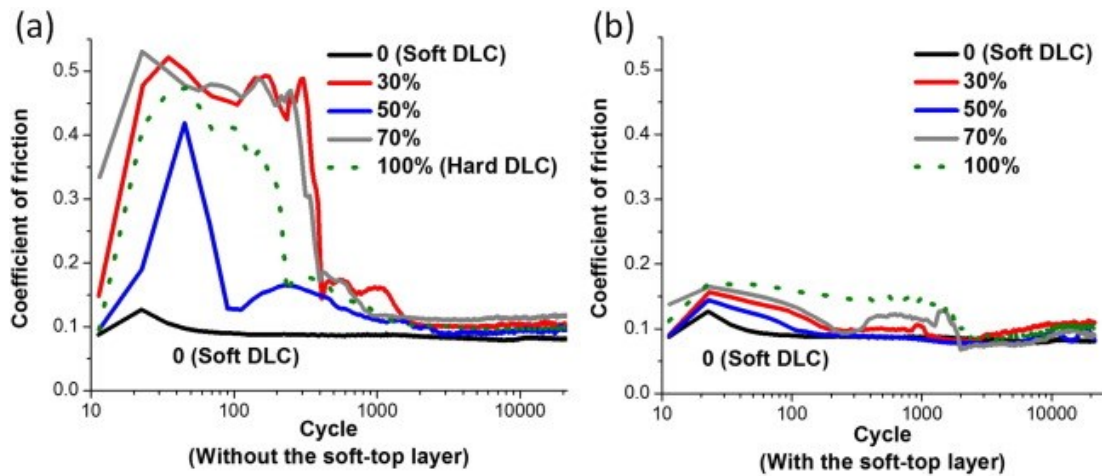 (a)
0 (Soft DLC)
30%
50%
70%
100% (Hard DLC)
0 (Soft DLC)
Coefficient of friction
0.5
0.4
0.3
0.2
0.1
0.0
10
100
1000
10000
Cycle
(Without the soft-top layer)
(b)
0 (Soft DLC)
30%
50%
70%
100%
0 (Soft DLC)
Coefficient of friction
0.5
0.4
0.3
0.2
0.1
0.0
10
100
1000
10000
Cycle
(With the soft-top layer)